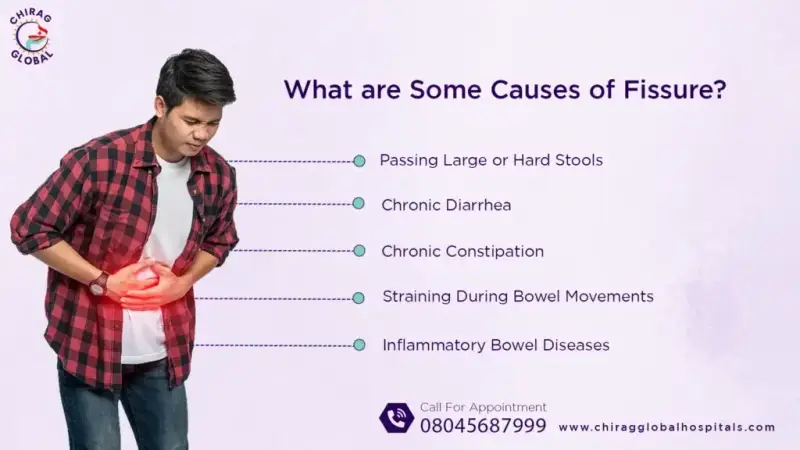 CHIRAG
GLOBAL
What are Some Causes of Fissure?
Passing Large or Hard Stools
Chronic Diarrhea
Chronic Constipation
Straining During Bowel Movements
Inflammatory Bowel Diseases
Call For Appointment
08045687999
www.chiragglobalhospitals.com